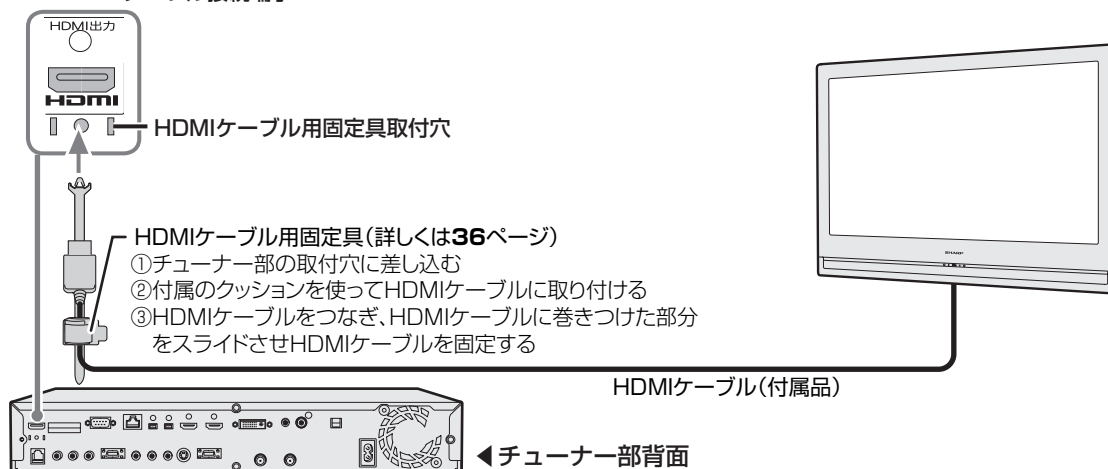 HDMI出力
HDMI
HDMIケーブル用固定具取付穴
HDMIケーブル用固定具(詳しくは36ページ)
①チューナー部の取付穴に差し込む
②付属のクッションを使ってHDMIケーブルに取り付ける
③HDMIケーブルをつなぎ、HDMIケーブルに巻きつけた部分
をスライドさせHDMIケーブルを固定する
SHARP
HDMIケーブル(付属品)
◀チューナー部背面